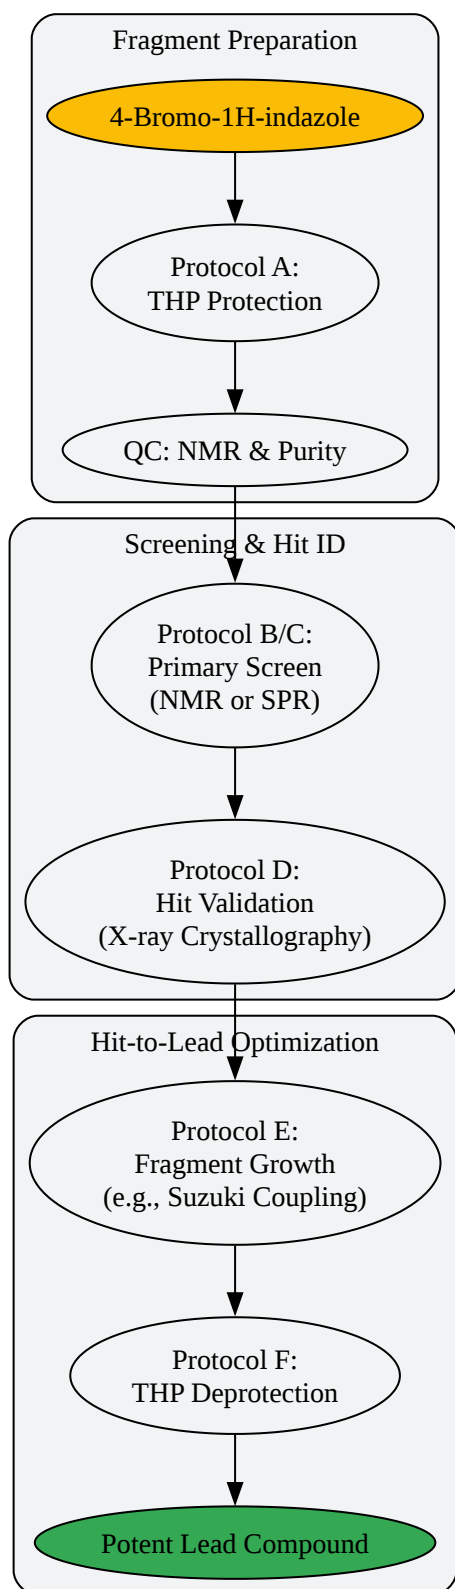 Fragment Preparation
4-Bromo-1H-indazole
Protocol A:
THP Protection
QC: NMR & Purity
Screening & Hit ID
Protocol B/C:
Primary Screen
(NMR or SPR)
Protocol D:
Hit Validation
(X-ray Crystallography)
Hit-to-Lead Optimization
Protocol E:
Fragment Growth
(e.g., Suzuki Coupling)
Protocol F:
THP Deprotection
Potent Lead Compound